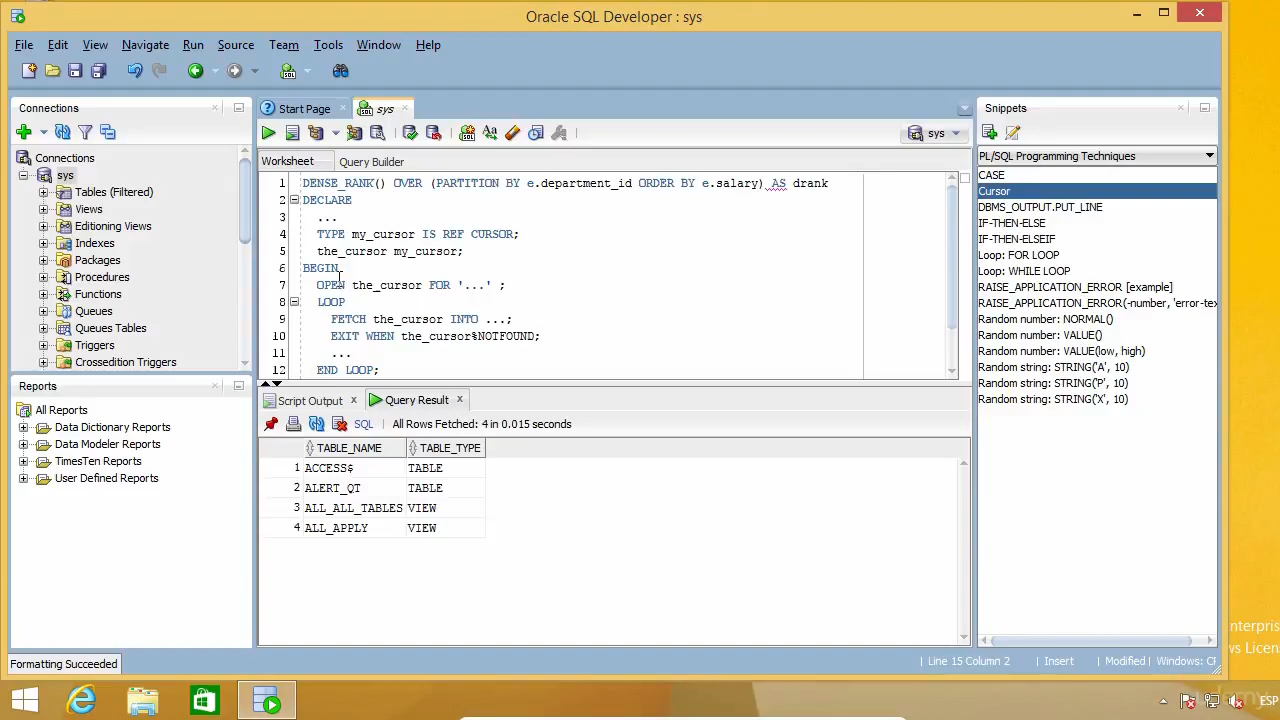 Oracle SQL Developer : sys
File Edit View Navigate Run Source Team Tools Window Help
Connections
Connections
sys
Tables (Filtered)
Views
Editioning Views
Indexes
Packages
Procedures
Functions
Queues
Queues Tables
Triggers
Crossedition Triggers
Reports
All Reports
Data Dictionary Reports
Data Modeler Reports
TimesTen Reports
User Defined Reports
Formatting Succeeded
Start Page
sys
sys
Worksheet Query Builder
1 DENSE_RANK() OVER (PARTITION BY e.department_id ORDER BY e.salary) AS drank
2 DECLARE
3 ...
4 TYPE my_cursor IS REF CURSOR;
5 the_cursor my_cursor;
6 BEGIN
7 OPEN the_cursor FOR '...' ;
8 LOOP
9 FETCH the_cursor INTO ...;
10 EXIT WHEN the_cursor%NOTFOUND;
11 ...
12 END LOOP;
Script Output Query Result
SQL All Rows Fetched: 4 in 0.015 seconds
TABLE_NAME TABLE_TYPE
1 ACCESS$ TABLE
2 ALERT_QT TABLE
3 ALL_ALL_TABLES VIEW
4 ALL_APPLY VIEW
Line 15 Column 2 Insert Modified Windows: CF
Snippets
PL/SQL Programming Techniques
CASE
Cursor
DBMS_OUTPUT.PUT_LINE
IF-THEN-ELSE
IF-THEN-ELSEIF
Loop: FOR LOOP
Loop: WHILE LOOP
RAISE_APPLICATION_ERROR [example]
RAISE_APPLICATION_ERROR(-number, 'error-tex
Random number: NORMAL()
Random number: VALUE()
Random number: VALUE(low, high)
Random string: STRING('A', 10)
Random string: STRING('P', 10)
Random string: STRING('X', 10)
nterpris
ws Licen
ESP